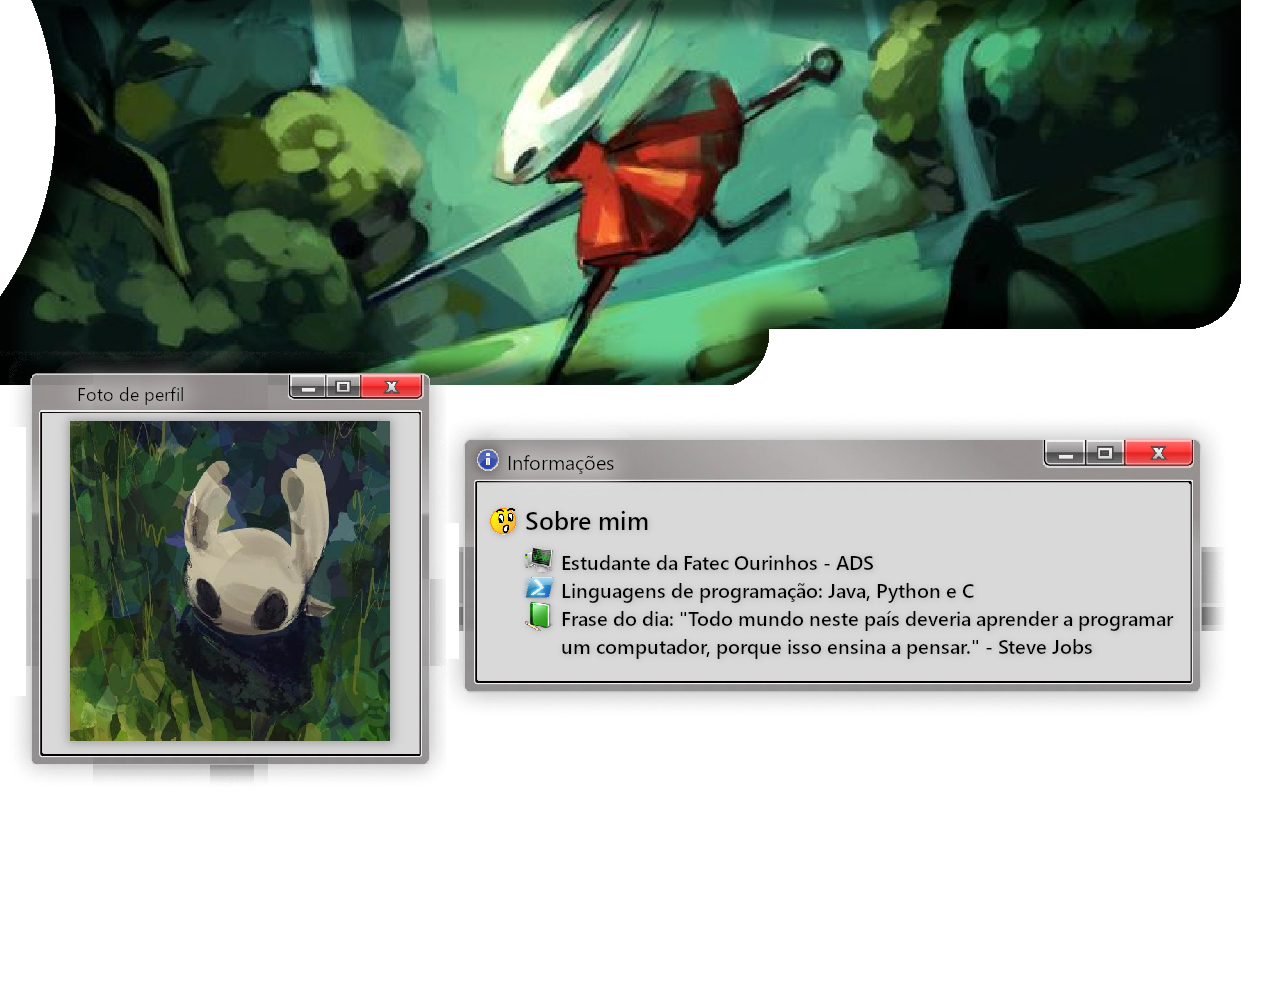 Foto de perfil
Informações
Sobre mim
Estudante da Fatec Ourinhos - ADS
Linguagens de programação: Java, Python e C
Frase do dia: "Todo mundo neste país deveria aprender a programar
um computador, porque isso ensina a pensar." - Steve Jobs